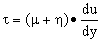 τ = (μ + η)• du/dy